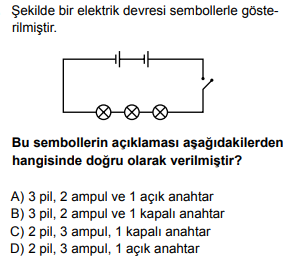 Şekilde bir elektrik devresi sembollerle göste-
rilmiştir.
Bu sembollerin açıklaması aşağıdakilerden
hangisinde doğru olarak verilmiştir?
A) 3 pil, 2 ampul ve 1 açık anahtar
B) 3 pil, 2 ampul ve 1 kapalı anahtar
C) 2 pil, 3 ampul, 1 kapalı anahtar
D) 2 pil, 3 ampul, 1 açık anahtar